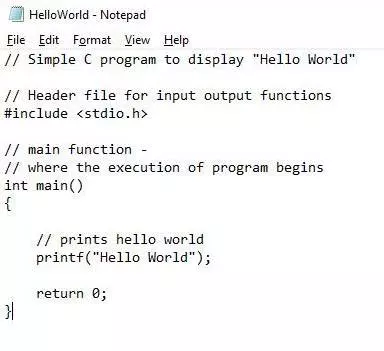 HelloWorld - Notepad
File Edit Format View Help
// Simple C program to display "Hello World"
// Header file for input output functions
#include <stdio.h>
// main function -
// where the execution of program begins
int main()
{
// prints hello world
printf("Hello World");
return 0;
}